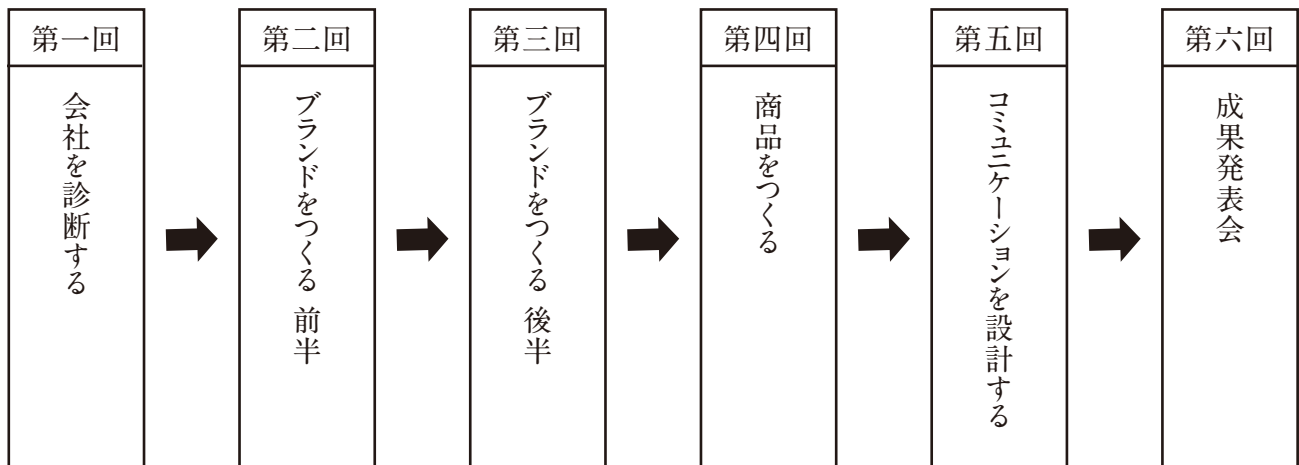 第一回
会社を診断する
第二回
ブランドをつくる 前半
第三回
ブランドをつくる 後半
第四回
商品をつくる
第五回
コミュニケーションを設計する
第六回
成果発表会